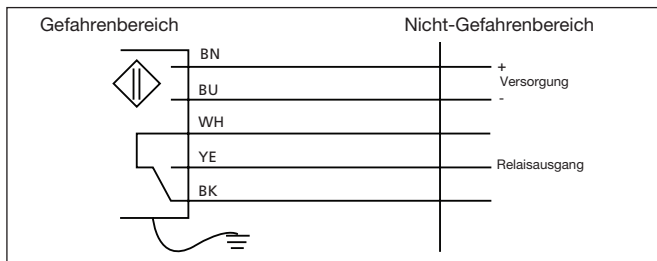 Gefahrenbereich
Nicht-Gefahrenbereich
BN
+
Versorgung
BU
-
WH
YE
Relaisausgang
BK